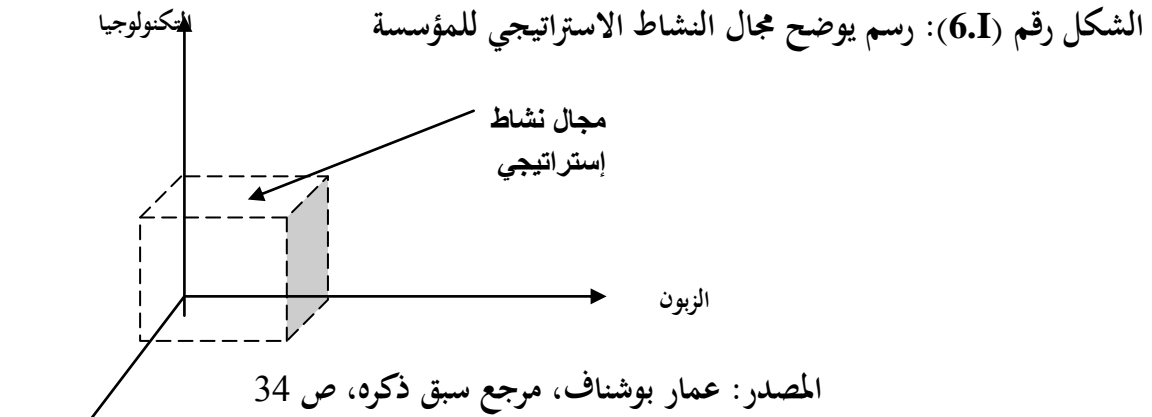 الشكل رقم (6.I): رسم يوضح مجال النشاط الاستراتيجي للمؤسسة
التكنولوجيا
مجال نشاط
إستراتيجي
الزبون
المصدر: عمار بوشناف، مرجع سبق ذكره، ص 34